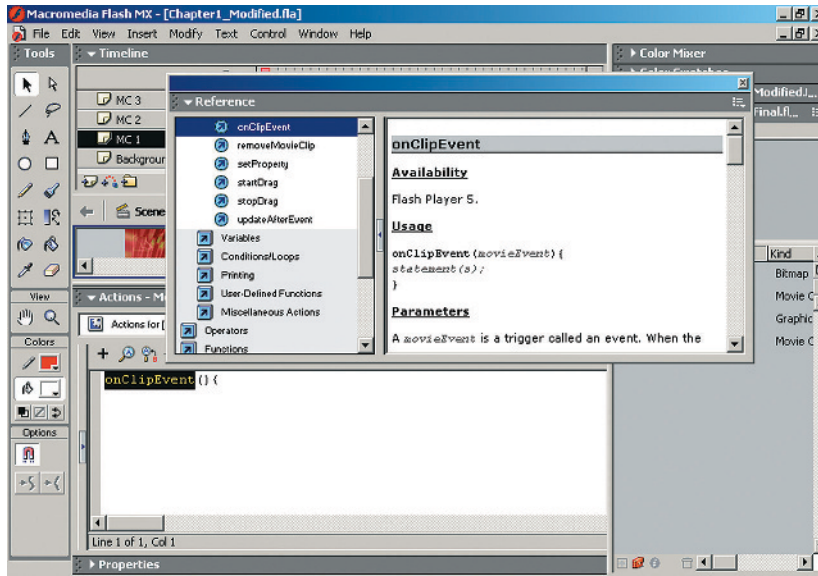 Macromedia Flash MX - [Chapter1_Modified.fla]
File Edit View Insert Modify Text Control Window Help
Tools
Timeline
Color Mixer
MC 3
MC 2
MC 1
Scene
View
Colors
Options
Reference
onClipEvent
removeMovieClip
setProperty
startDrag
stopDrag
updateAfterEvent
Variables
Conditions/Loops
Printing
User-Defined Functions
Miscellaneous Actions
Operators
Functions
onClipEvent
Availability
Flash Player 5.
Usage
onClipEvent(movieEvent){
statement(s);
}
Parameters
A movieEvent is a trigger called an event. When the
Kind
Bitmap
Movie C
Graphic
Movie C
Actions - M
Actions for [
onClipEvent(){
Line 1 of 1, Col 1
Properties